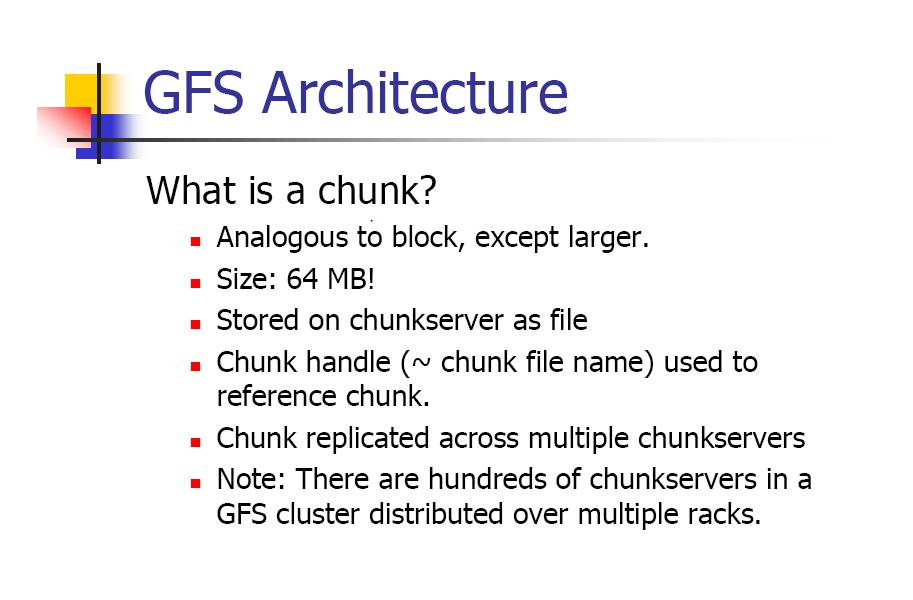 GFS Architecture
What is a chunk?
Analogous to block, except larger.
Size: 64 MB!
Stored on chunkserver as file
Chunk handle (~ chunk file name) used to
reference chunk.
Chunk replicated across multiple chunkservers
Note: There are hundreds of chunkservers in a
GFS cluster distributed over multiple racks.